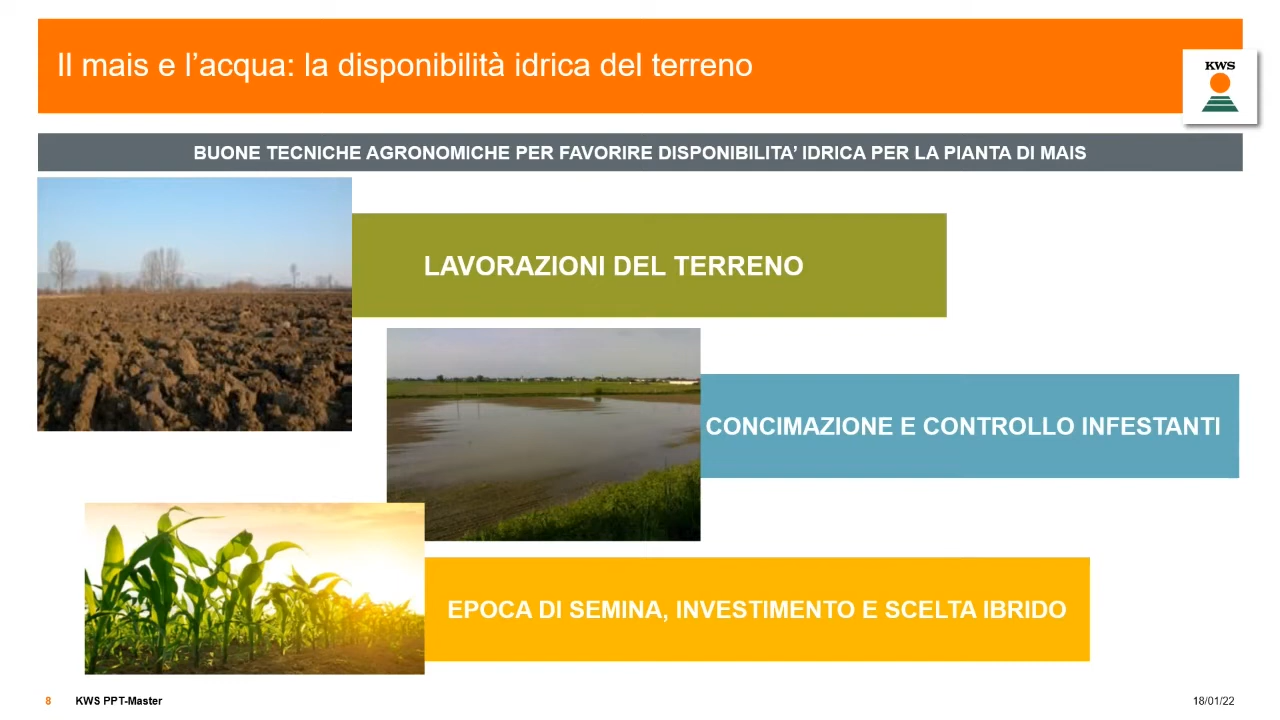 Il mais e l’acqua: la disponibilità idrica del terreno
KWS
BUONE TECNICHE AGRONOMICHE PER FAVORIRE DISPONIBILITA’ IDRICA PER LA PIANTA DI MAIS
LAVORAZIONI DEL TERRENO
CONCIMAZIONE E CONTROLLO INFESTANTI
EPOCA DI SEMINA, INVESTIMENTO E SCELTA IBRIDO
8 KWS PPT-Master 18/01/22